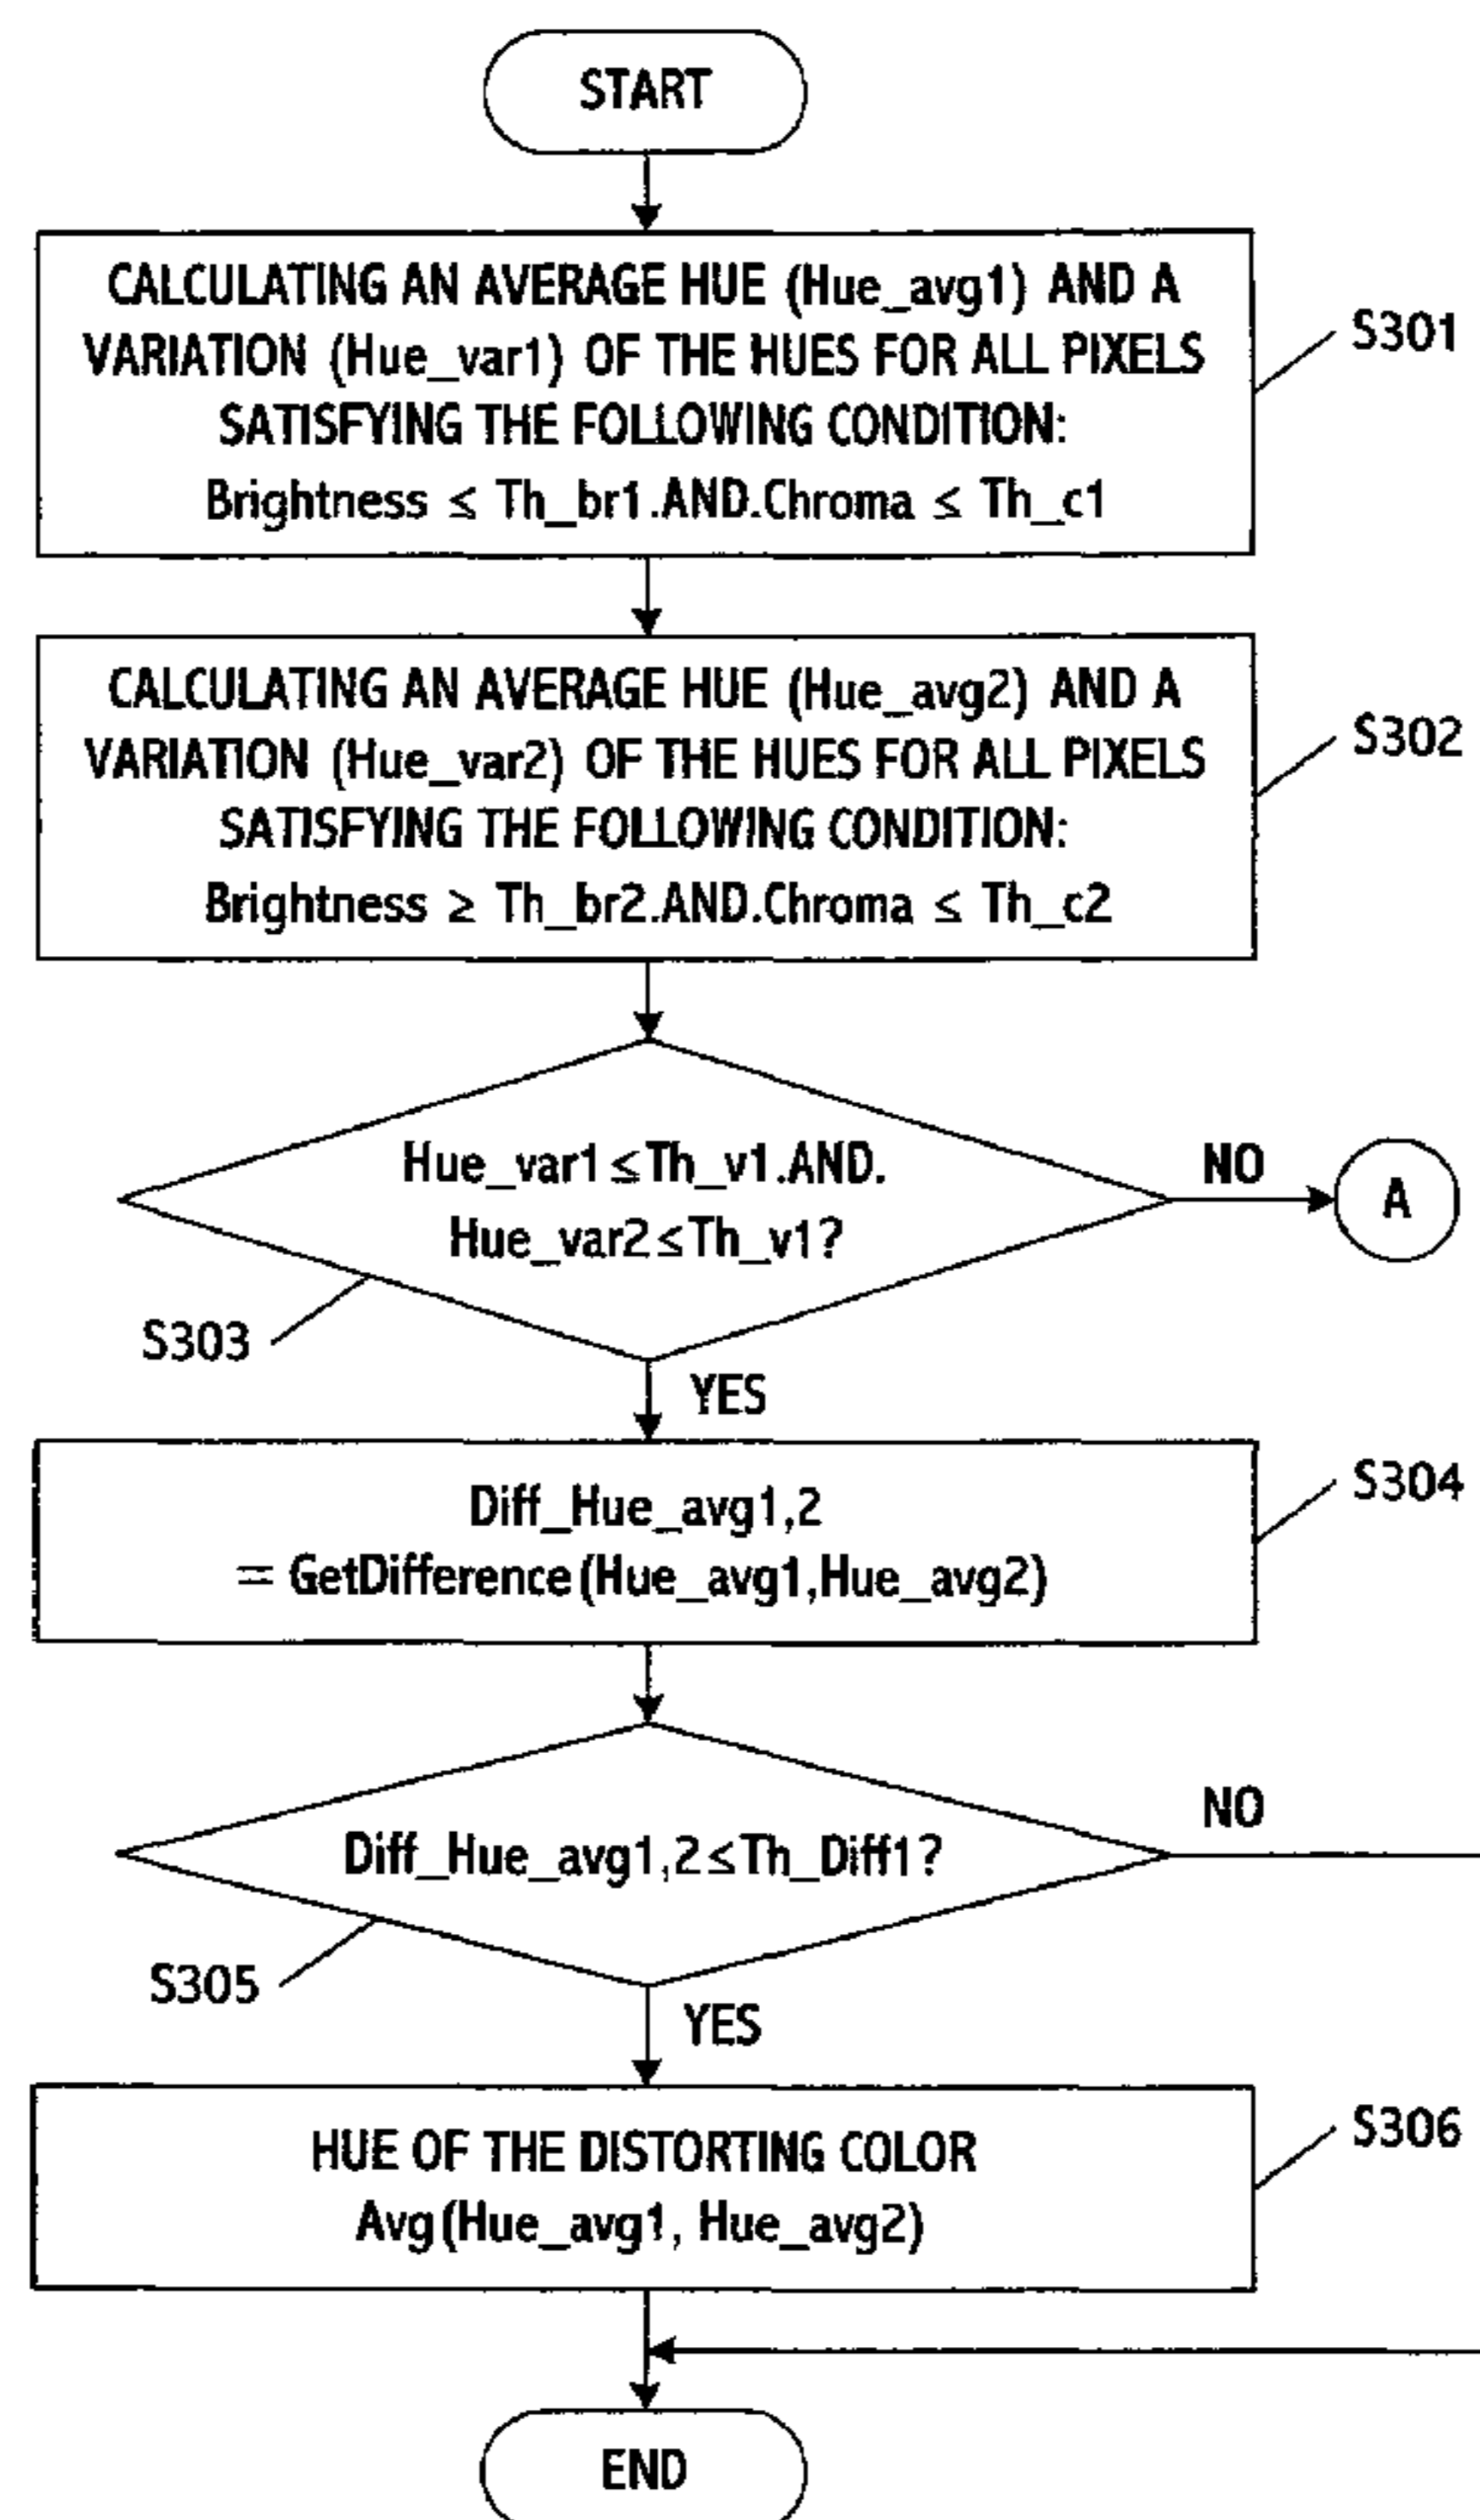 START
CALCULATING AN AVERAGE HUE (Hue_avg1) AND A
VARIATION (Hue_var1) OF THE HUES FOR ALL PIXELS
SATISFYING THE FOLLOWING CONDITION:
Brightness ≤ Th_br1.AND.Chroma ≤ Th_c1
S301
CALCULATING AN AVERAGE HUE (Hue_avg2) AND A
VARIATION (Hue_var2) OF THE HUES FOR ALL PIXELS
SATISFYING THE FOLLOWING CONDITION:
Brightness ≥ Th_br2.AND.Chroma ≤ Th_c2
S302
Hue_var1≤Th_v1.AND.
Hue_var2≤Th_v1?
NO
A
S303
YES
Diff_Hue_avg1,2
= GetDifference(Hue_avg1,Hue_avg2)
S304
Diff_Hue_avg1,2≤Th_Diff1?
NO
S305
YES
HUE OF THE DISTORTING COLOR
Avg(Hue_avg1, Hue_avg2)
S306
END